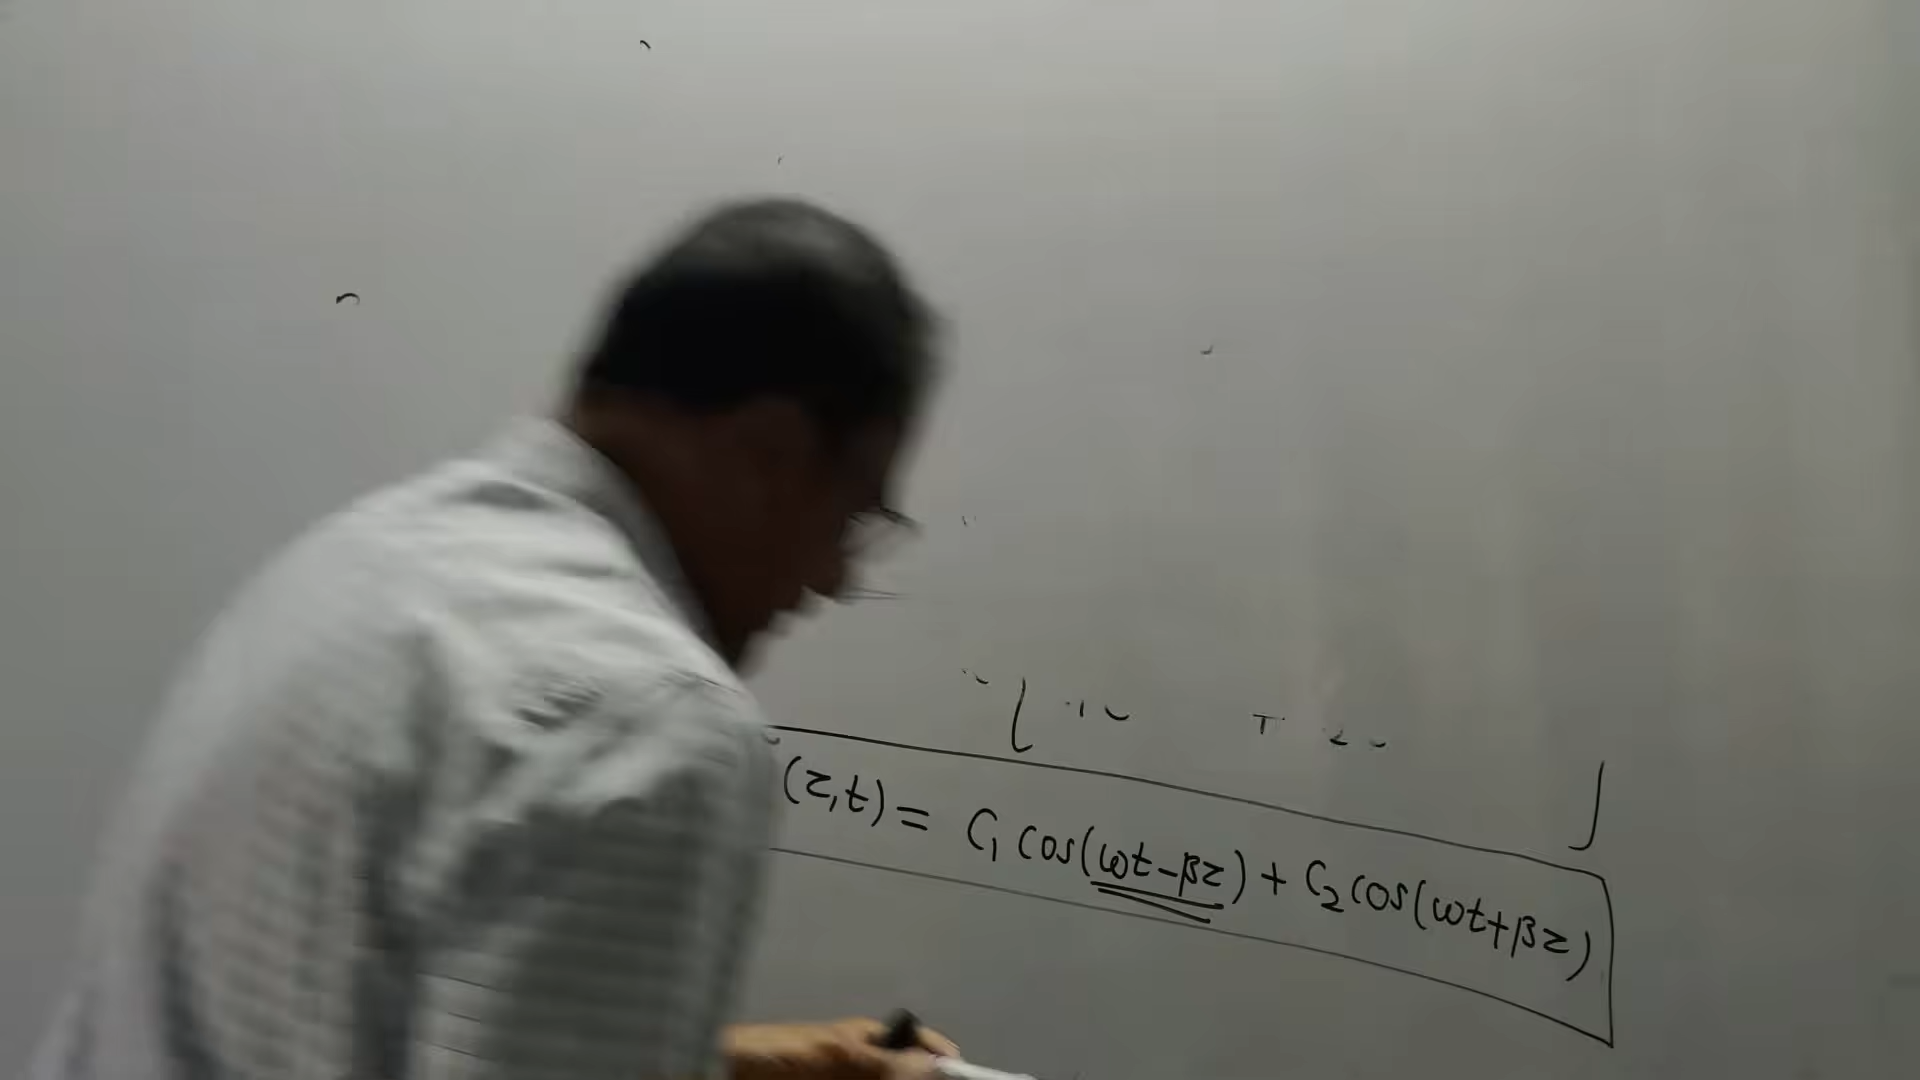 (z,t) = C₁ cos(ωt-βz) + C₂ cos(ωt+βz)